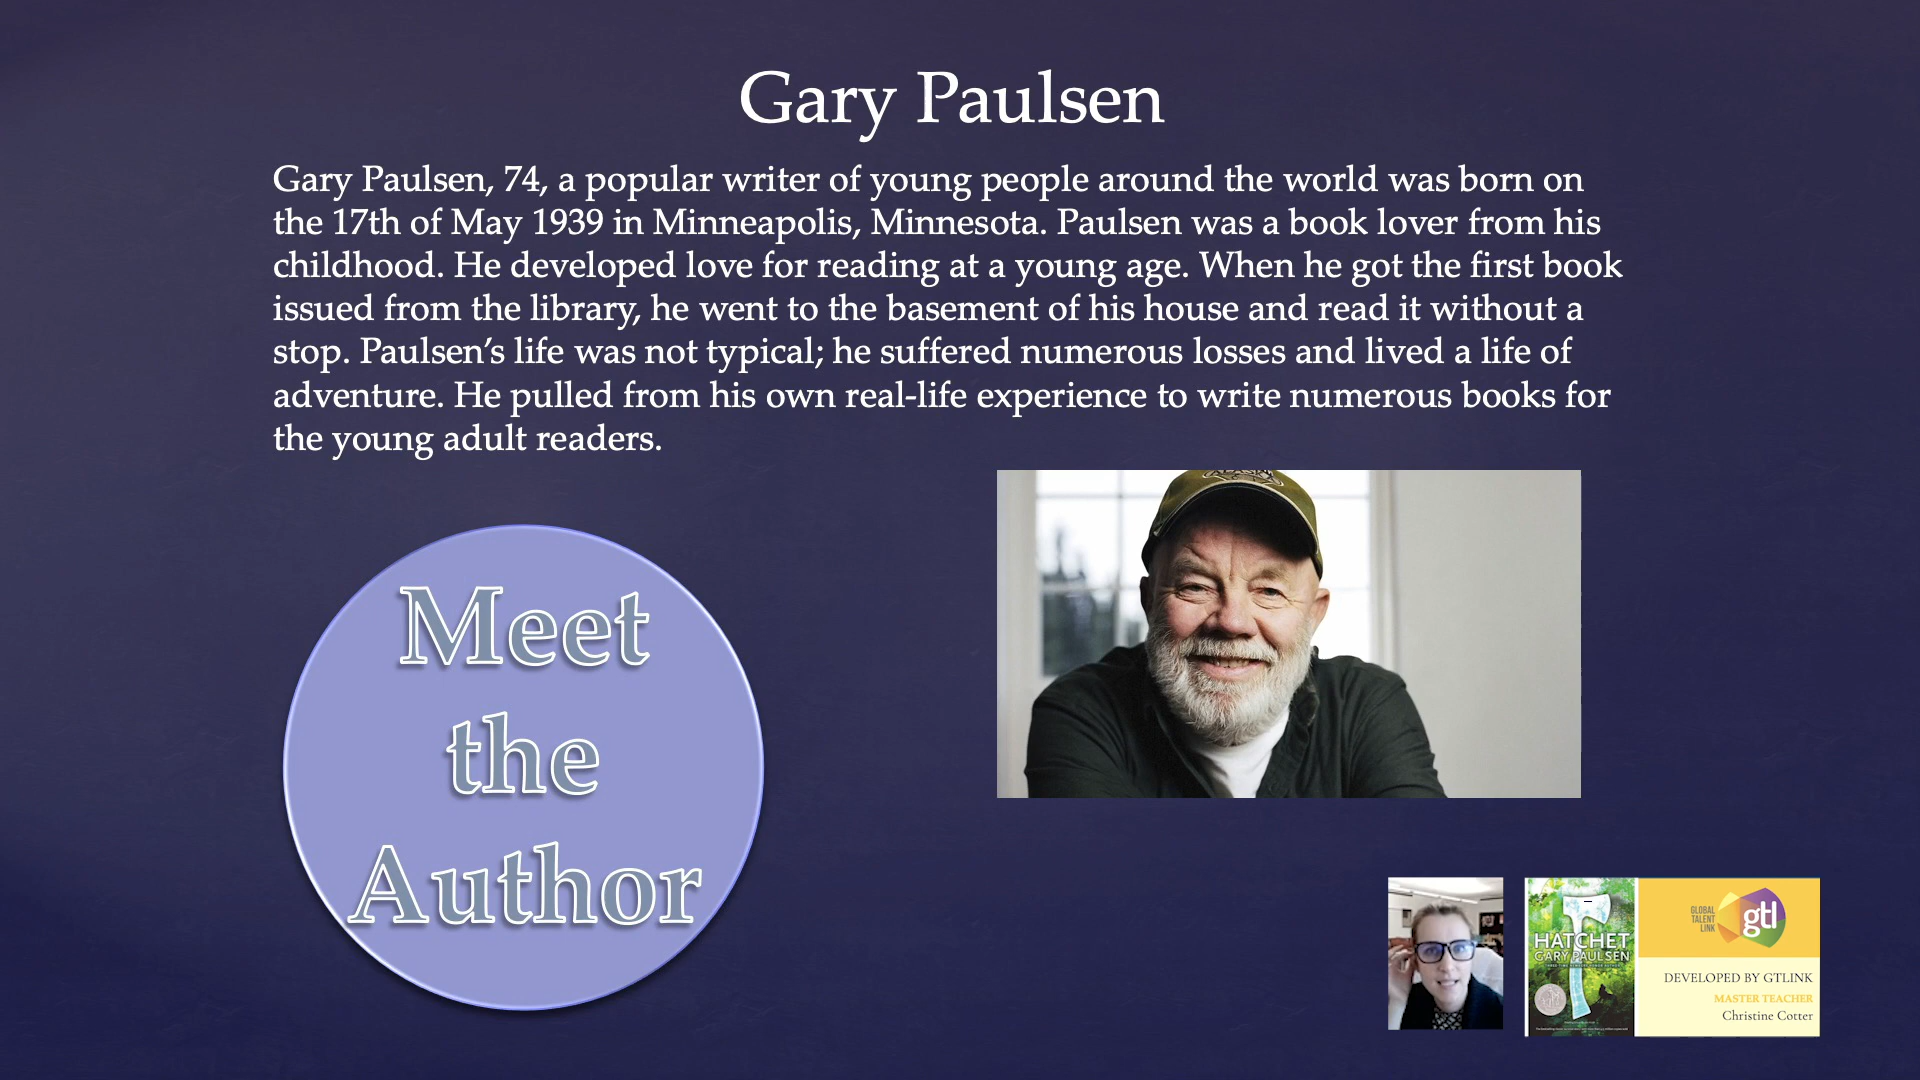 Gary Paulsen
Gary Paulsen, 74, a popular writer of young people around the world was born on
the 17th of May 1939 in Minneapolis, Minnesota. Paulsen was a book lover from his
childhood. He developed love for reading at a young age. When he got the first book
issued from the library, he went to the basement of his house and read it without a
stop. Paulsen’s life was not typical; he suffered numerous losses and lived a life of
adventure. He pulled from his own real-life experience to write numerous books for
the young adult readers.
Meet
the
Author
HATCHET
GARY PAULSEN
GLOBAL
TALENT
LINK
gtl
DEVELOPED BY GTLINK
MASTER TEACHER
Christine Cotter